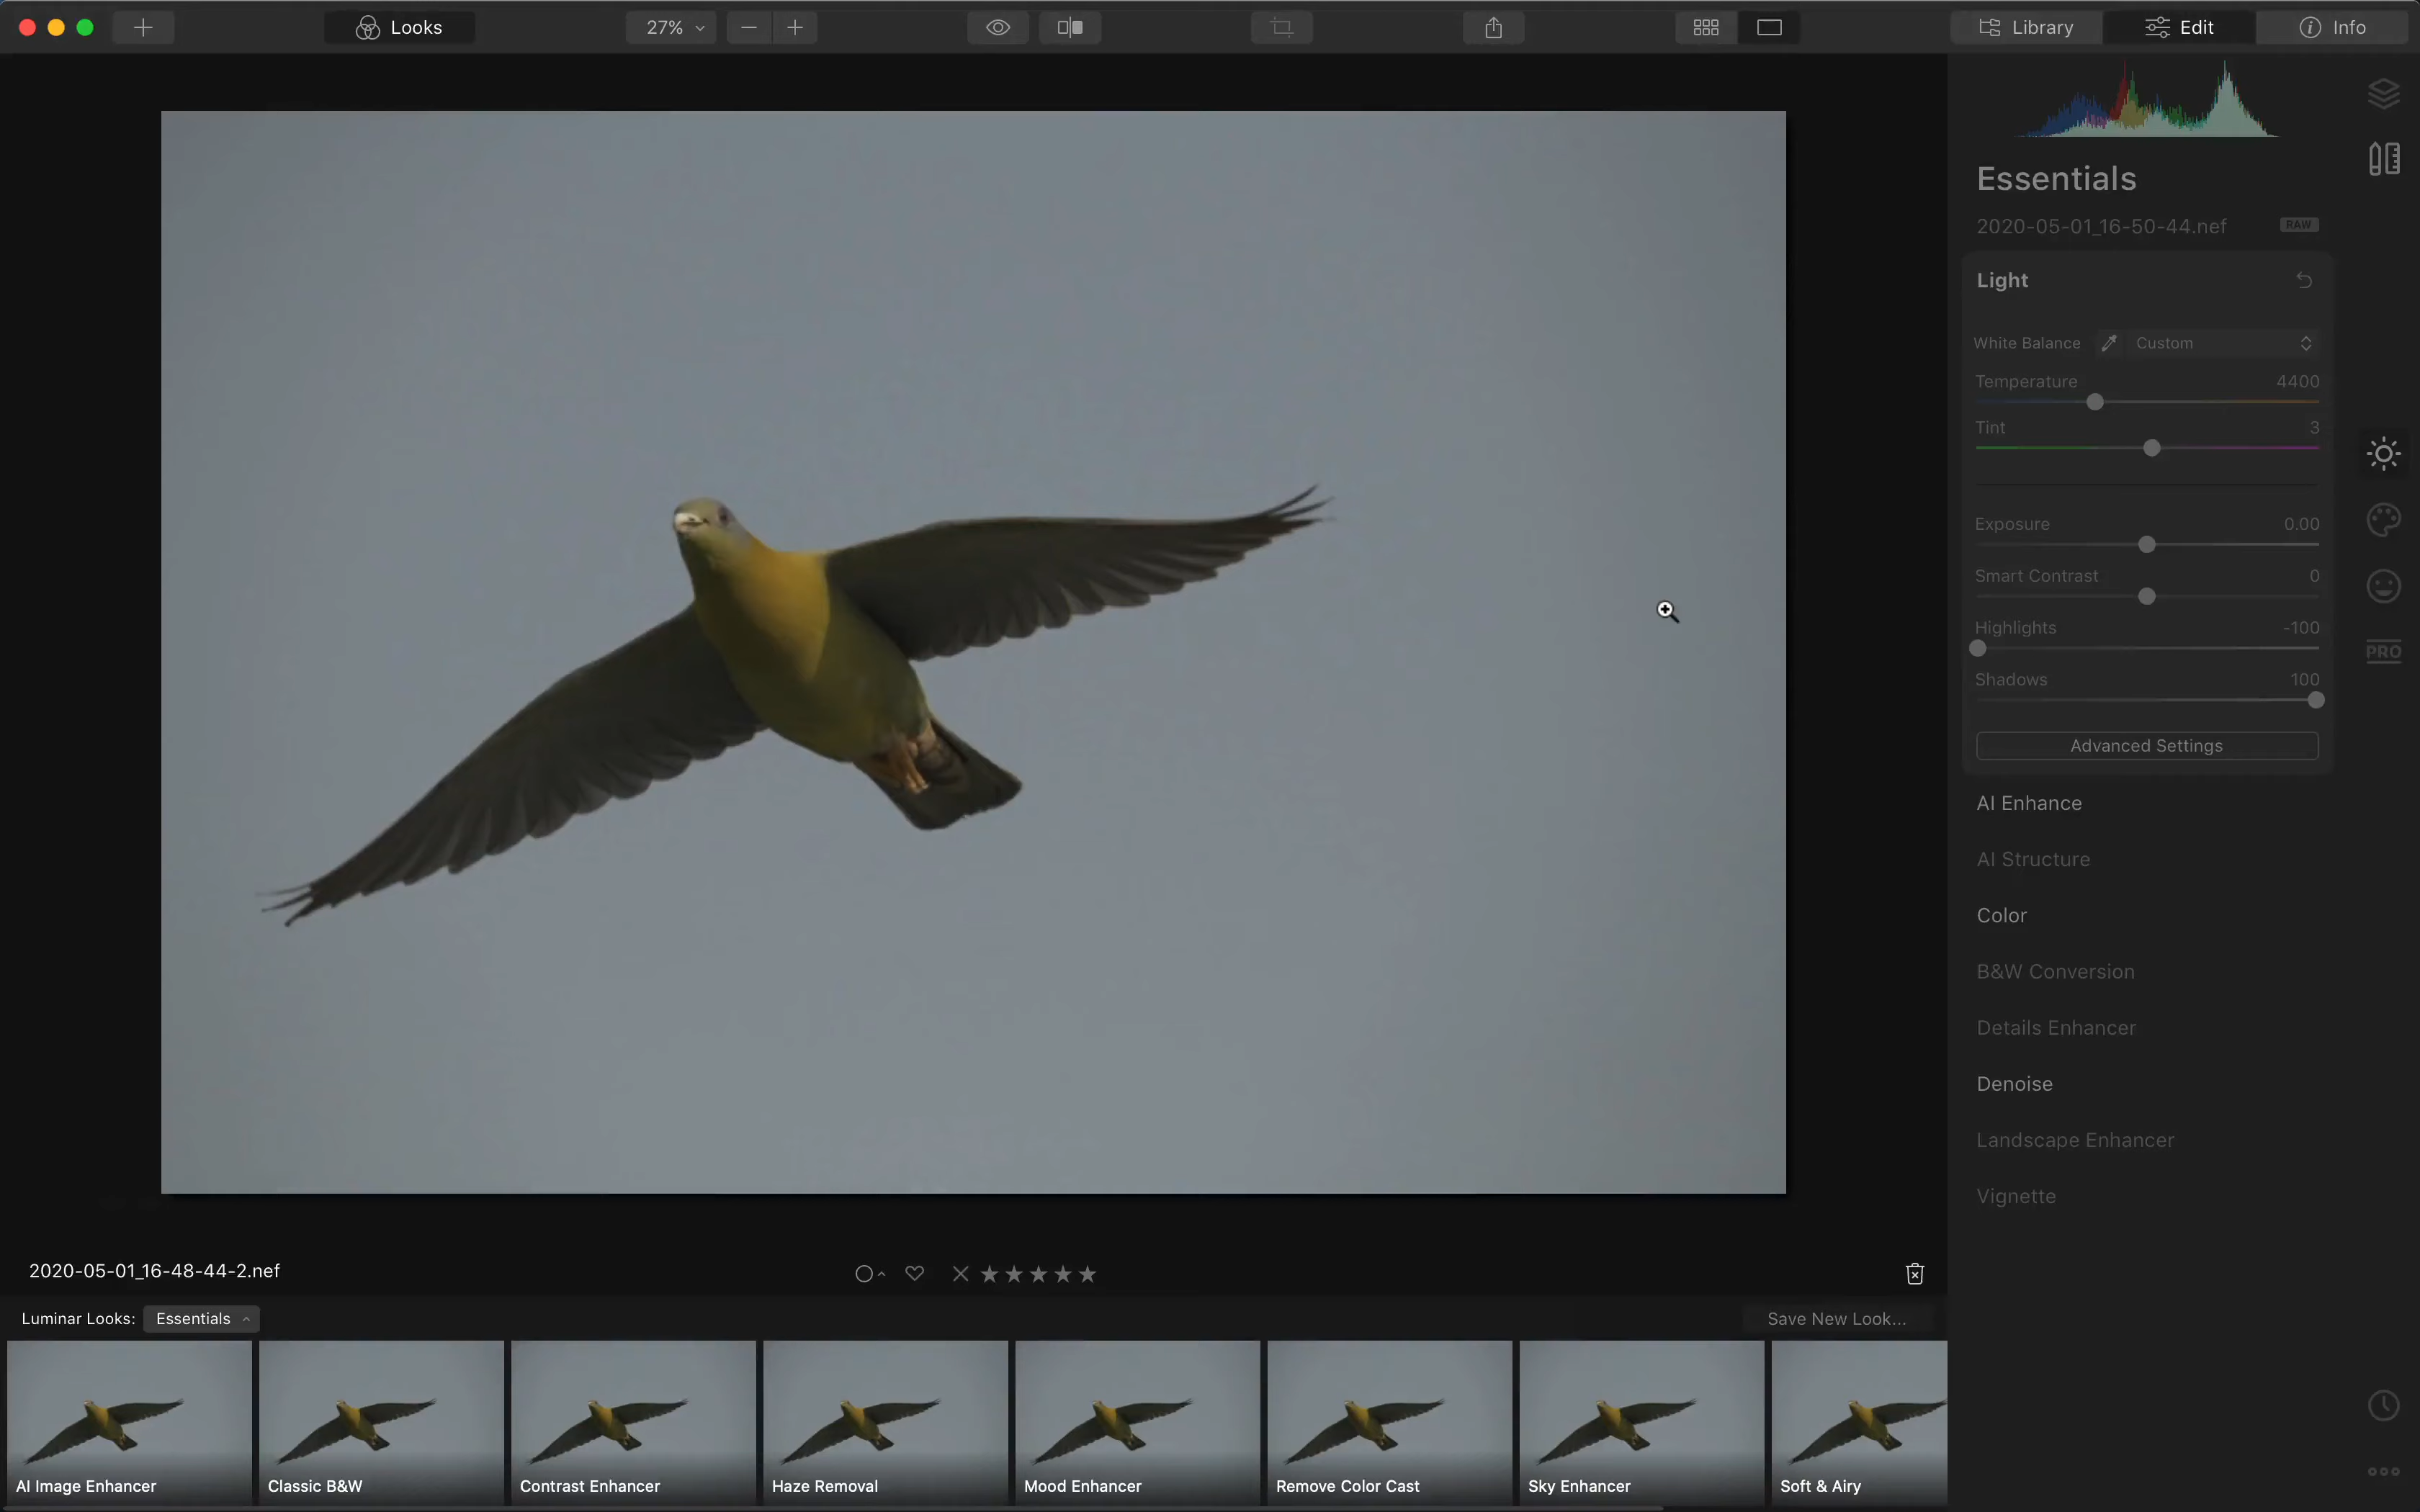 Looks
27%
Library
Edit
Info
Essentials
2020-05-01_16-50-44.nef
RAW
Light
White Balance
Custom
Temperature
4400
Tint
3
Exposure
0.00
Smart Contrast
0
Highlights
-100
Shadows
100
PRO
Advanced Settings
AI Enhance
AI Structure
Color
B&W Conversion
Details Enhancer
Denoise
Landscape Enhancer
Vignette
2020-05-01_16-48-44-2.nef
Luminar Looks:
Essentials
Save New Look...
AI Image Enhancer
Classic B&W
Contrast Enhancer
Haze Removal
Mood Enhancer
Remove Color Cast
Sky Enhancer
Soft & Airy